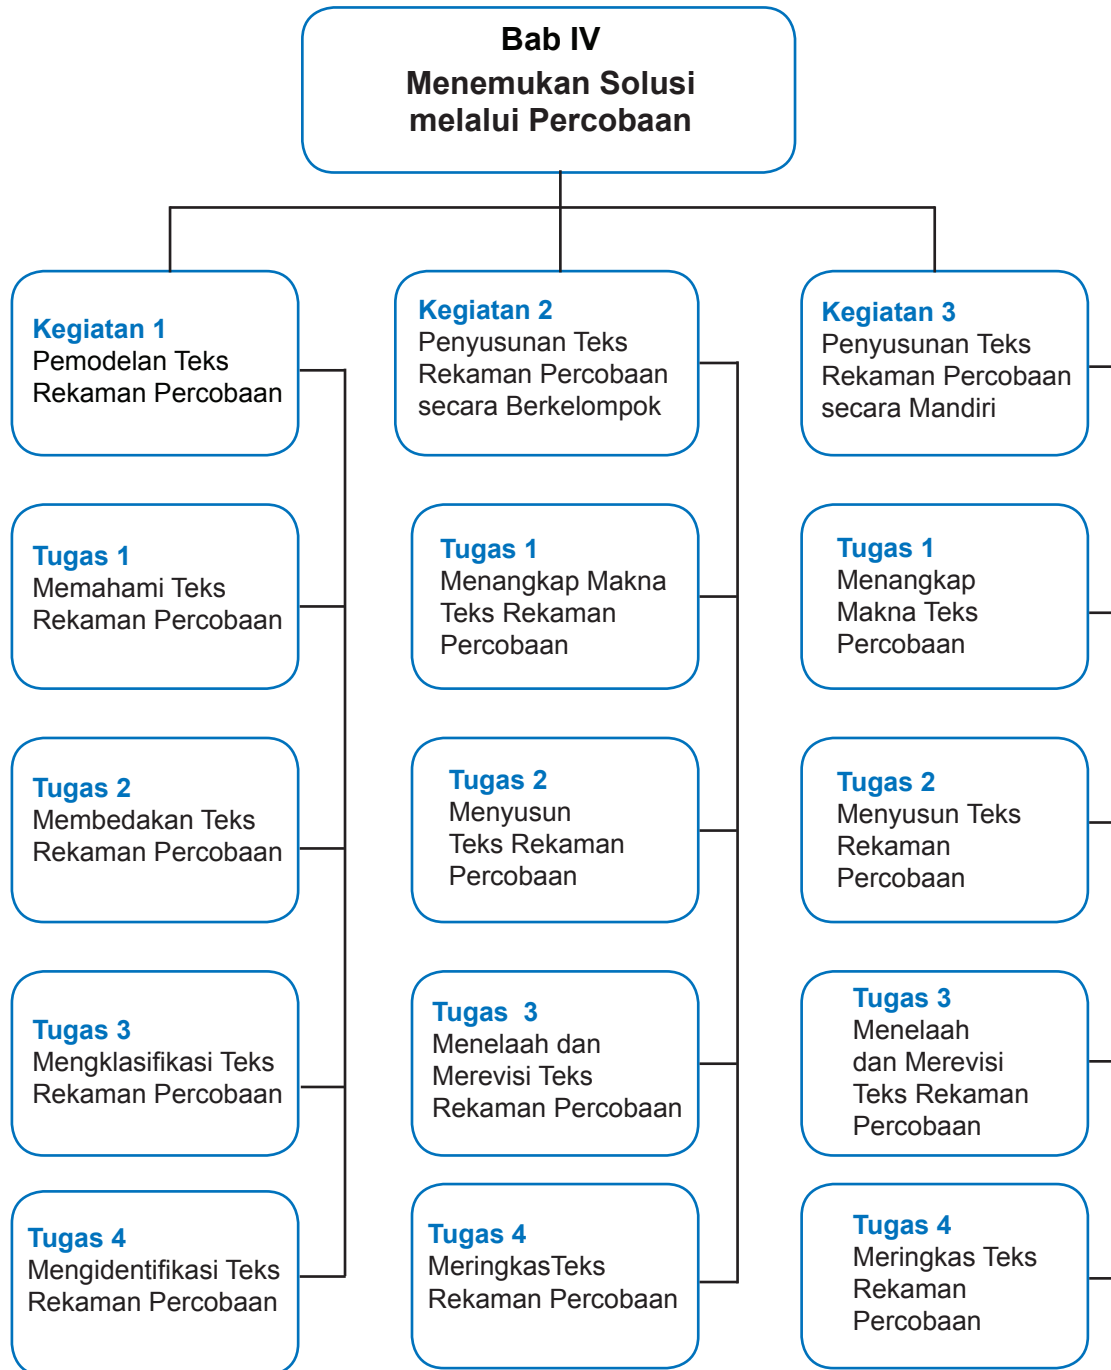 Bab IV
Menemukan Solusi
melalui Percobaan
Kegiatan 1
Pemodelan Teks
Rekaman Percobaan
Tugas 1
Memahami Teks
Rekaman Percobaan
Tugas 2
Membedakan Teks
Rekaman Percobaan
Tugas 3
Mengklasifikasi Teks
Rekaman Percobaan
Tugas 4
Mengidentifikasi Teks
Rekaman Percobaan
Kegiatan 2
Penyusunan Teks
Rekaman Percobaan
secara Berkelompok
Tugas 1
Menangkap Makna
Teks Rekaman
Percobaan
Tugas 2
Menyusun
Teks Rekaman
Percobaan
Tugas 3
Menelaah dan
Merevisi Teks
Rekaman Percobaan
Tugas 4
MeringkasTeks
Rekaman Percobaan
Kegiatan 3
Penyusunan Teks
Rekaman Percobaan
secara Mandiri
Tugas 1
Menangkap
Makna Teks
Percobaan
Tugas 2
Menyusun Teks
Rekaman
Percobaan
Tugas 3
Menelaah
dan Merevisi
Teks Rekaman
Percobaan
Tugas 4
Meringkas Teks
Rekaman
Percobaan